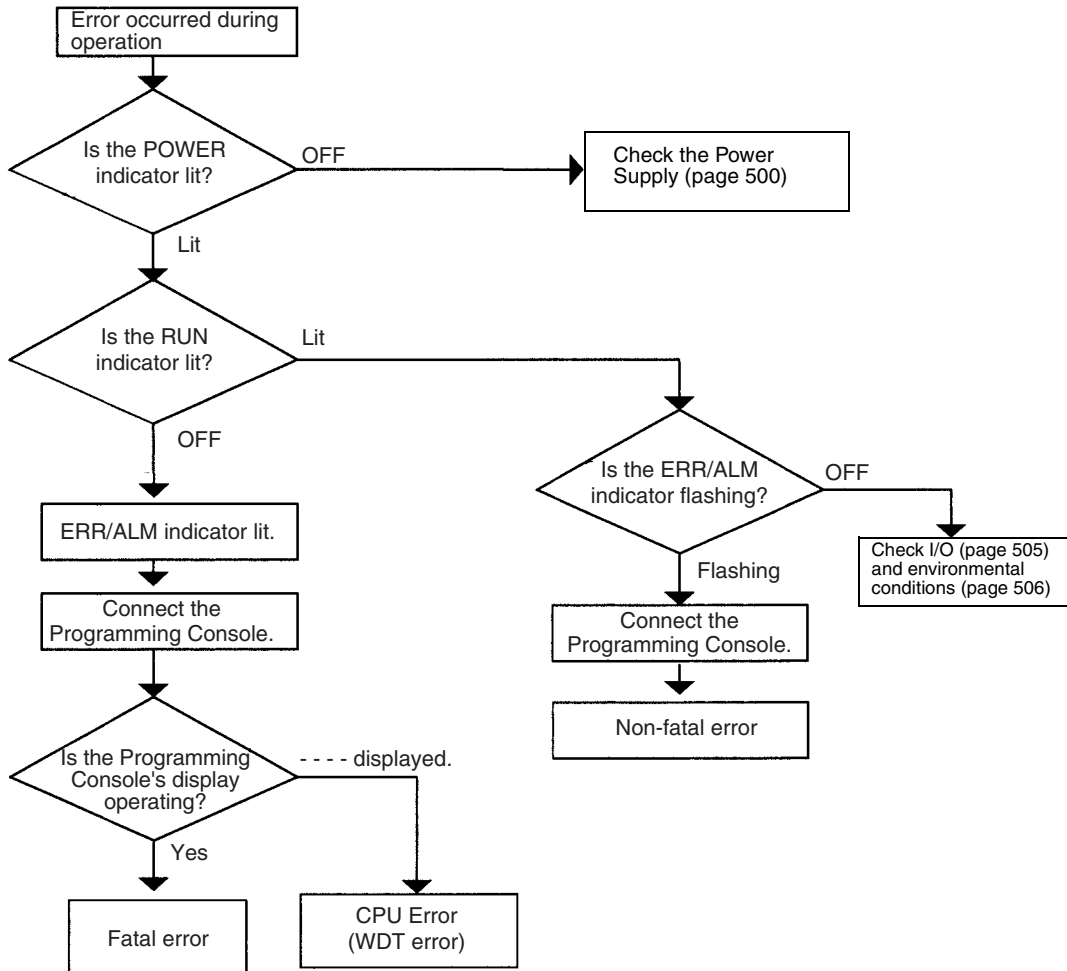 Error occurred during
operation
Is the POWER
indicator lit?
OFF
Check the Power
Supply (page 500)
Lit
Is the RUN
indicator lit?
Lit
OFF
Is the ERR/ALM
indicator flashing?
OFF
ERR/ALM indicator lit.
Check I/O (page 505)
and environmental
conditions (page 506)
Flashing
Connect the
Programming Console.
Connect the
Programming Console.
Non-fatal error
Is the Programming
Console's display
operating?
- - - - displayed.
Yes
Fatal error
CPU Error
(WDT error)